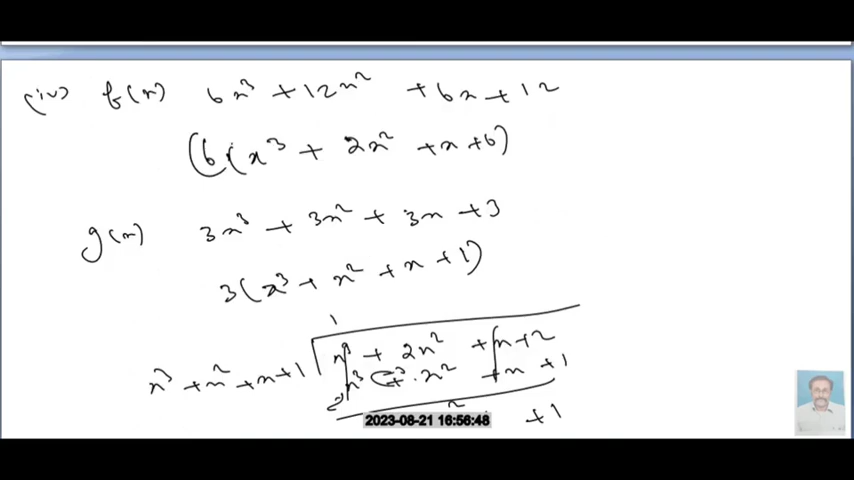 (iv) f(x) 6x³ + 12x² + 6x + 12
(6(x³ + 2x² + x + 6)
g(x) 3x³ + 3x² + 3x + 3
3(x³ + x² + x + 1)
1
x³ + x² + x + 1 x³ + 2x² + x + 2
x³ + x² + x + 1
x² + 1
2023-08-21 16:56:48